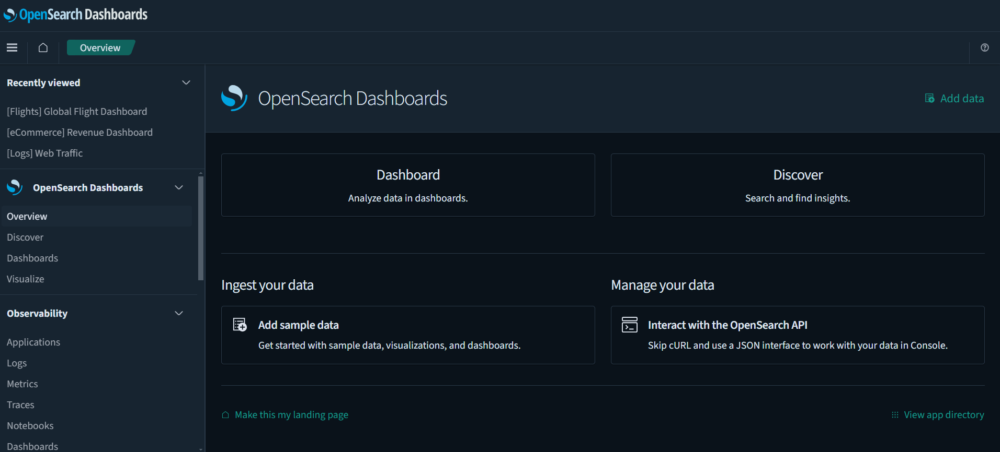 OpenSearch Dashboards
Overview
Recently viewed
[Flights] Global Flight Dashboard
[eCommerce] Revenue Dashboard
[Logs] Web Traffic
OpenSearch Dashboards
Overview
Discover
Dashboards
Visualize
Observability
Applications
Logs
Metrics
Traces
Notebooks
Dashboards
OpenSearch Dashboards
Add data
Dashboard
Analyze data in dashboards.
Discover
Search and find insights.
Ingest your data
Add sample data
Get started with sample data, visualizations, and dashboards.
Manage your data
Interact with the OpenSearch API
Skip cURL and use a JSON interface to work with your data in Console.
Make this my landing page
View app directory